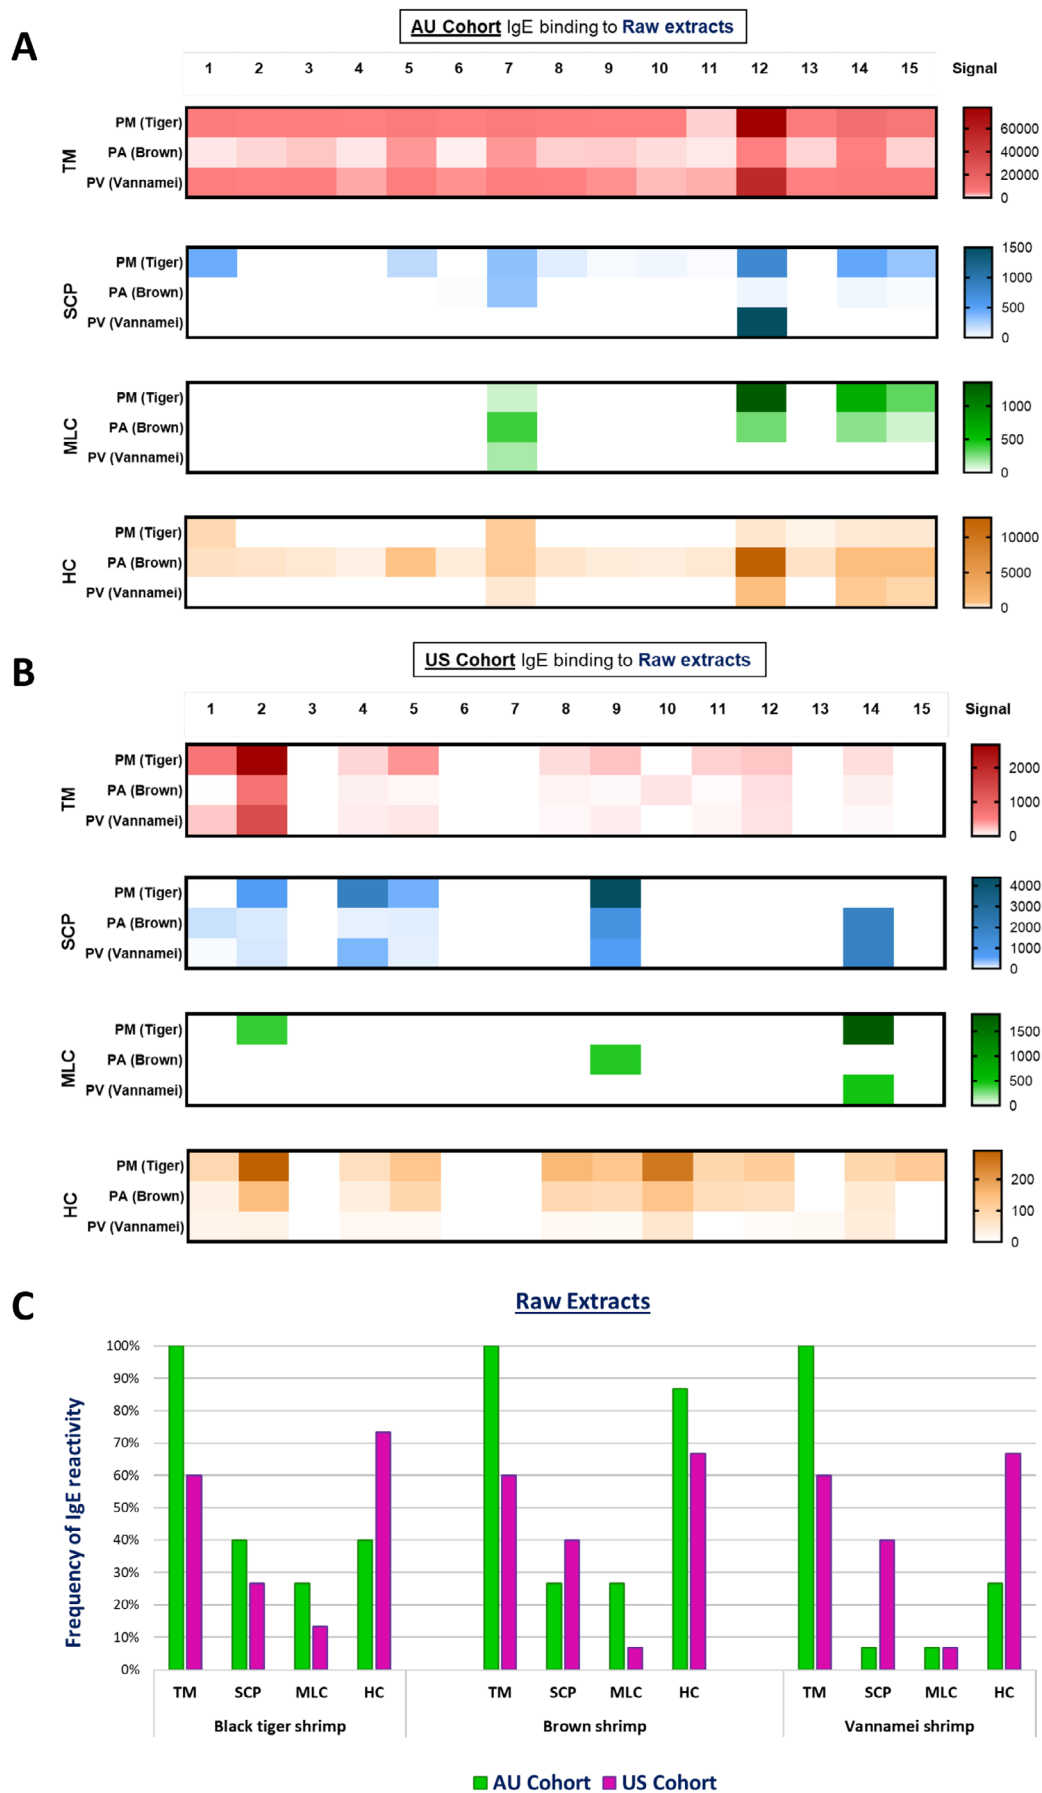 A
AU Cohort IgE binding to Raw extracts
1 2 3 4 5 6 7 8 9 10 11 12 13 14 15 Signal
TM
PM (Tiger)
PA (Brown)
PV (Vannamei)
60000
40000
20000
0
SCP
PM (Tiger)
PA (Brown)
PV (Vannamei)
1500
1000
500
0
MLC
PM (Tiger)
PA (Brown)
PV (Vannamei)
1000
500
0
HC
PM (Tiger)
PA (Brown)
PV (Vannamei)
10000
5000
0
B
US Cohort IgE binding to Raw extracts
1 2 3 4 5 6 7 8 9 10 11 12 13 14 15 Signal
TM
PM (Tiger)
PA (Brown)
PV (Vannamei)
2000
1000
0
SCP
PM (Tiger)
PA (Brown)
PV (Vannamei)
4000
3000
2000
1000
0
MLC
PM (Tiger)
PA (Brown)
PV (Vannamei)
1500
1000
500
0
HC
PM (Tiger)
PA (Brown)
PV (Vannamei)
200
100
0
C
Raw Extracts
Frequency of IgE reactivity
100%
90%
80%
70%
60%
50%
40%
30%
20%
10%
0%
TM SCP MLC HC TM SCP MLC HC TM SCP MLC HC
Black tiger shrimp Brown shrimp Vannamei shrimp
AU Cohort US Cohort